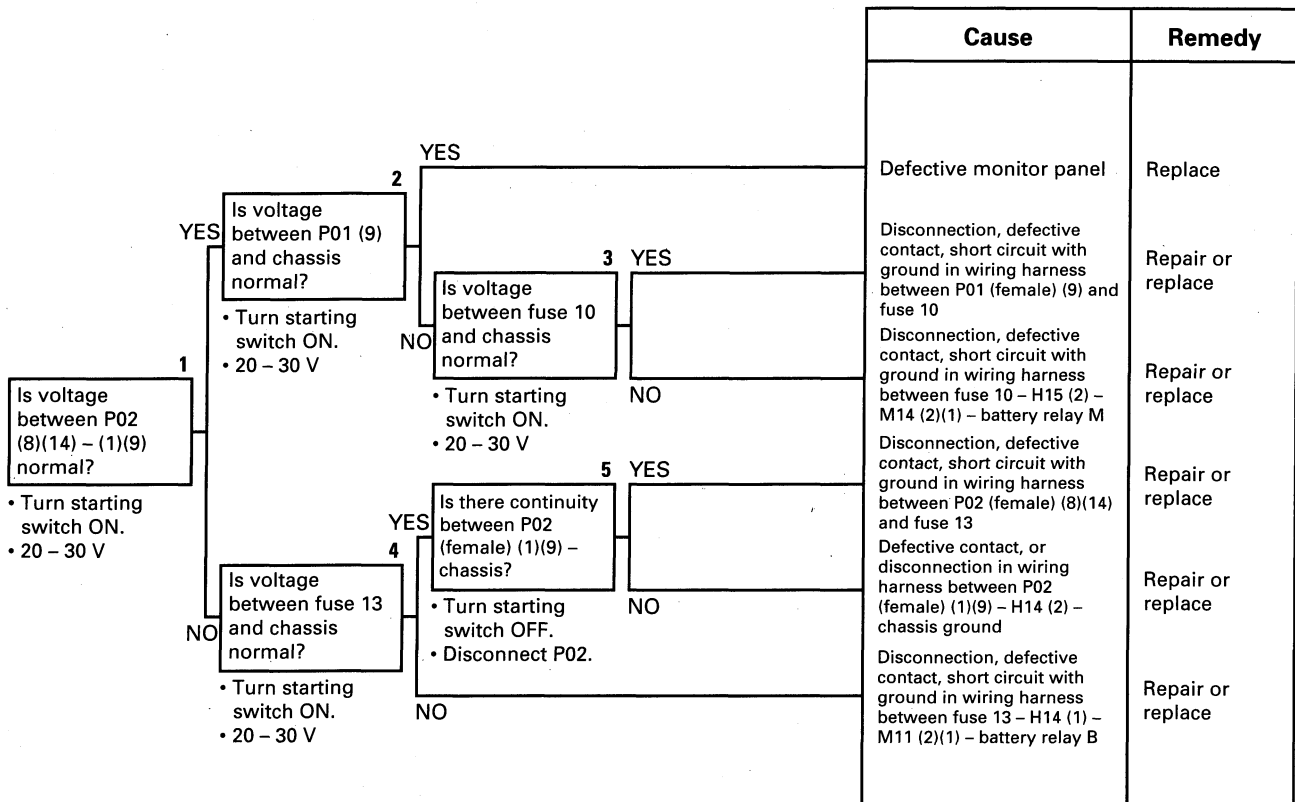 Cause
Remedy
YES
Defective monitor panel
Replace
2
Is voltage
between P01 (9)
and chassis
normal?
YES
• Turn starting
switch ON.
• 20 – 30 V
3
YES
Disconnection, defective
contact, short circuit with
ground in wiring harness
between P01 (female) (9) and
fuse 10
Repair or
replace
NO
Is voltage
between fuse 10
and chassis
normal?
• Turn starting
switch ON.
• 20 – 30 V
NO
Disconnection, defective
contact, short circuit with
ground in wiring harness
between fuse 10 – H15 (2) –
M14 (2)(1) – battery relay M
Repair or
replace
1
Is voltage
between P02
(8)(14) – (1)(9)
normal?
• Turn starting
switch ON.
• 20 – 30 V
5
YES
Disconnection, defective
contact, short circuit with
ground in wiring harness
between P02 (female) (8)(14)
and fuse 13
Repair or
replace
YES
Is there continuity
between P02
(female) (1)(9) –
chassis?
• Turn starting
switch OFF.
• Disconnect P02.
NO
Defective contact, or
disconnection in wiring
harness between P02
(female) (1)(9) – H14 (2) –
chassis ground
Repair or
replace
4
NO
Is voltage
between fuse 13
and chassis
normal?
• Turn starting
switch ON.
• 20 – 30 V
NO
Disconnection, defective
contact, short circuit with
ground in wiring harness
between fuse 13 – H14 (1) –
M11 (2)(1) – battery relay B
Repair or
replace